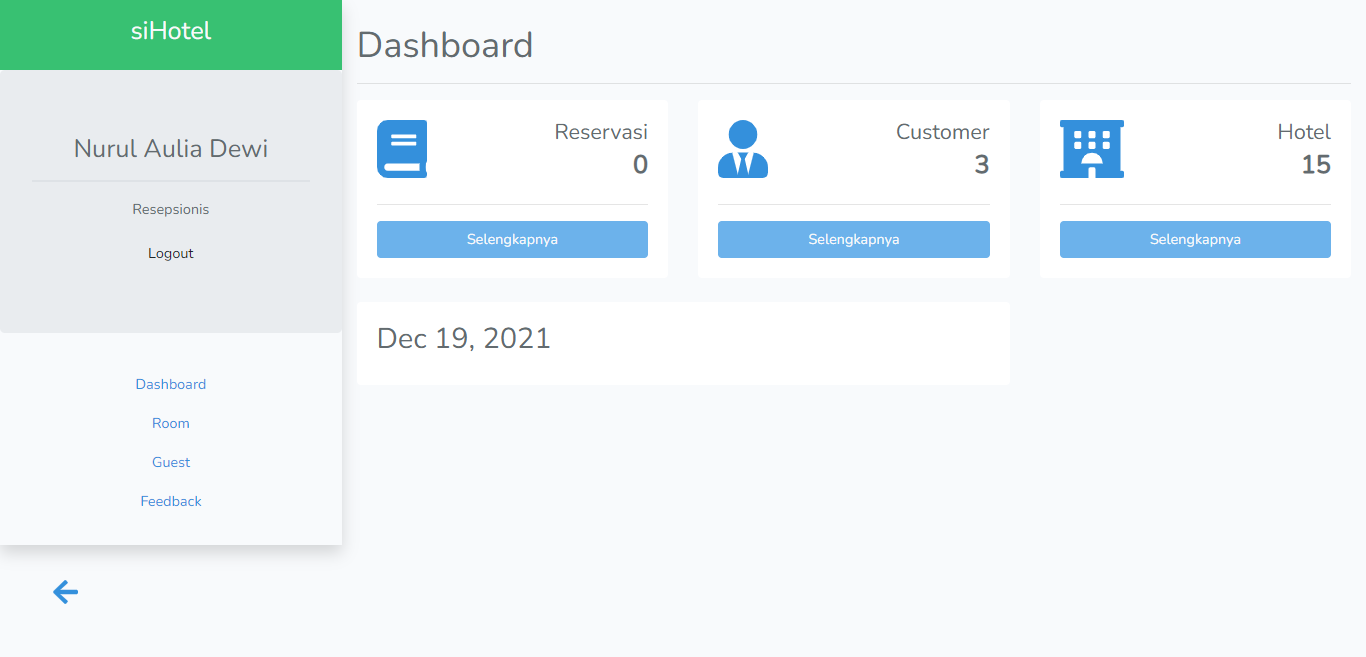 siHotel
Nurul Aulia Dewi
Resepsionis
Logout
Dashboard
Room
Guest
Feedback
Dashboard
Reservasi
0
Selengkapnya
Customer
3
Selengkapnya
Hotel
15
Selengkapnya
Dec 19, 2021